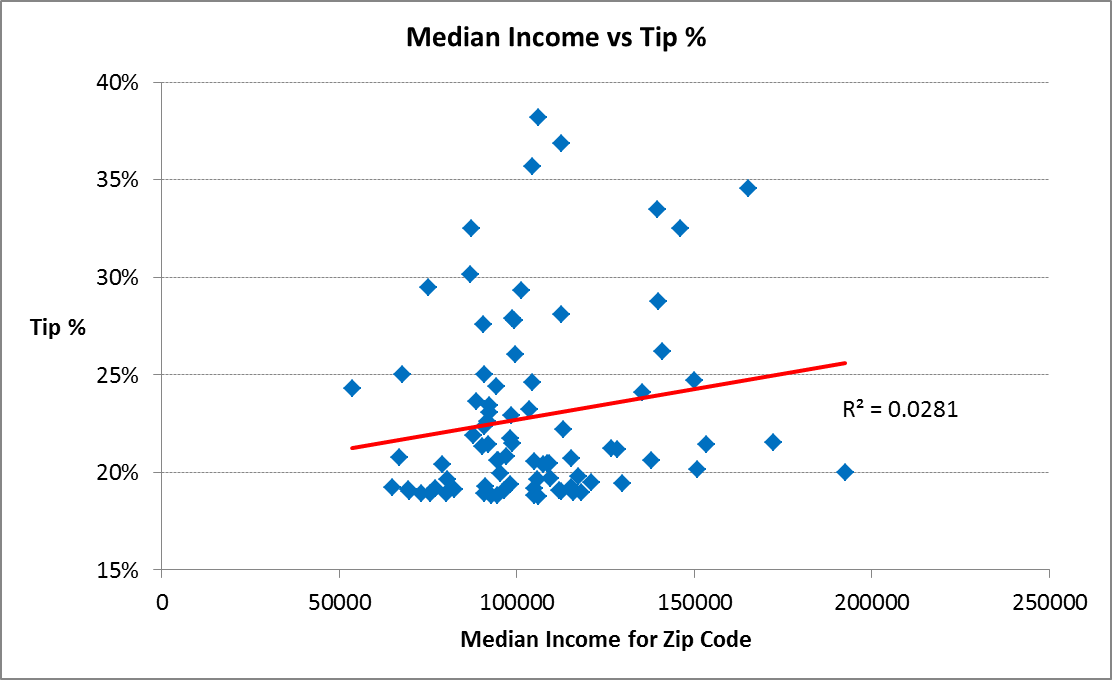 Median Income vs Tip %
40%
35%
30%
25%
20%
15%
Tip %
R² = 0.0281
0 50000 100000 150000 200000 250000
Median Income for Zip Code